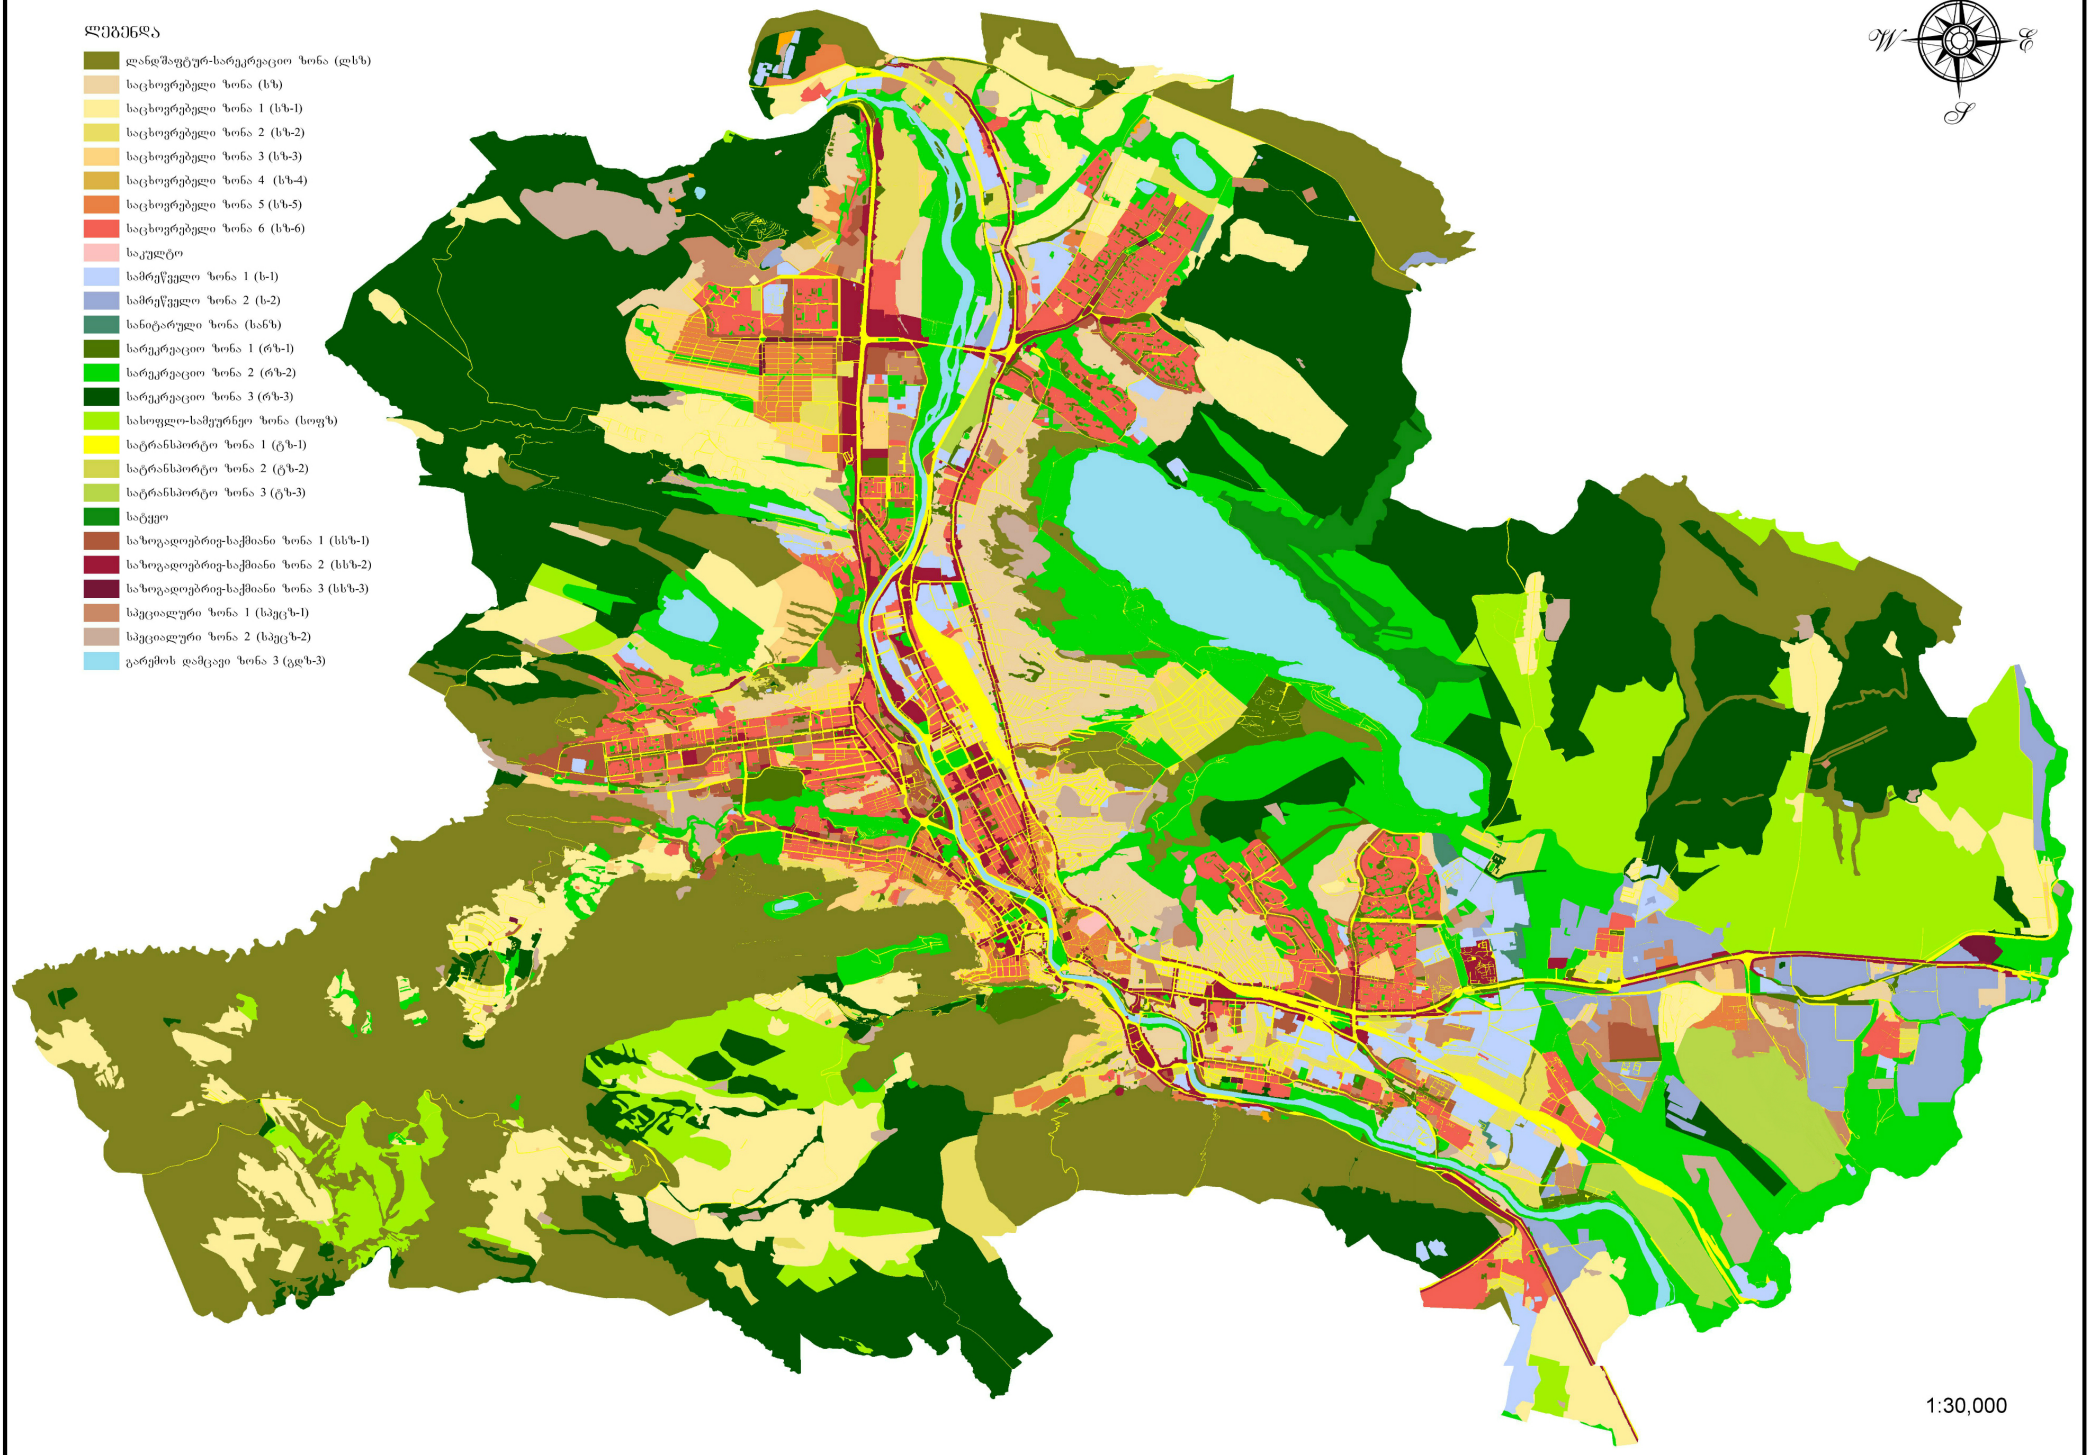 ლეგენდა
ლანდშაფტურ-სარეკრეაციო ზონა (ლსზ)
საცხოვრებელი ზონა (სზ)
საცხოვრებელი ზონა 1 (სზ-1)
საცხოვრებელი ზონა 2 (სზ-2)
საცხოვრებელი ზონა 3 (სზ-3)
საცხოვრებელი ზონა 4 (სზ-4)
საცხოვრებელი ზონა 5 (სზ-5)
საცხოვრებელი ზონა 6 (სზ-6)
საკულტო
სამრეწველო ზონა 1 (ს-1)
სამრეწველო ზონა 2 (ს-2)
სანიტარული ზონა (სანზ)
სარეკრეაციო ზონა 1 (რზ-1)
სარეკრეაციო ზონა 2 (რზ-2)
სარეკრეაციო ზონა 3 (რზ-3)
სასოფლო-სამეურნეო ზონა (სოფზ)
სატრანსპორტო ზონა 1 (ტზ-1)
სატრანსპორტო ზონა 2 (ტზ-2)
სატრანსპორტო ზონა 3 (ტზ-3)
სატყეო
საზოგადოებრივ-საქმიანი ზონა 1 (სსზ-1)
საზოგადოებრივ-საქმიანი ზონა 2 (სსზ-2)
საზოგადოებრივ-საქმიანი ზონა 3 (სსზ-3)
სპეციალური ზონა 1 (სპეცზ-1)
სპეციალური ზონა 2 (სპეცზ-2)
გარემოს დამცავი ზონა 3 (გდზ-3)
W E
S
1:30,000